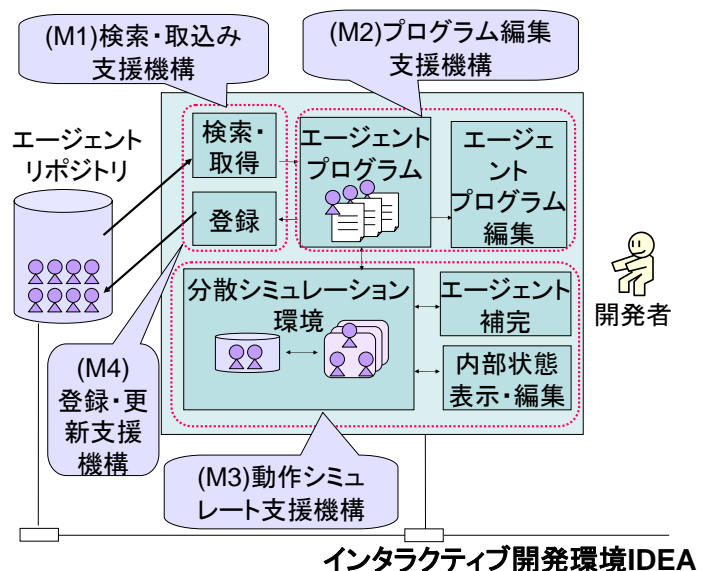 (M1)検索・取込み
支援機構
(M2)プログラム編集
支援機構
エージェント
リポジトリ
検索・
取得
エージェント
プログラム
エージェ
ント
プログラム
編集
登録
開発者
分散シミュレーション
環境
エージェント
補完
内部状態
表示・編集
(M4)
登録・更
新支援
機構
(M3)動作シミュ
レート支援機構
インタラクティブ開発環境IDEA